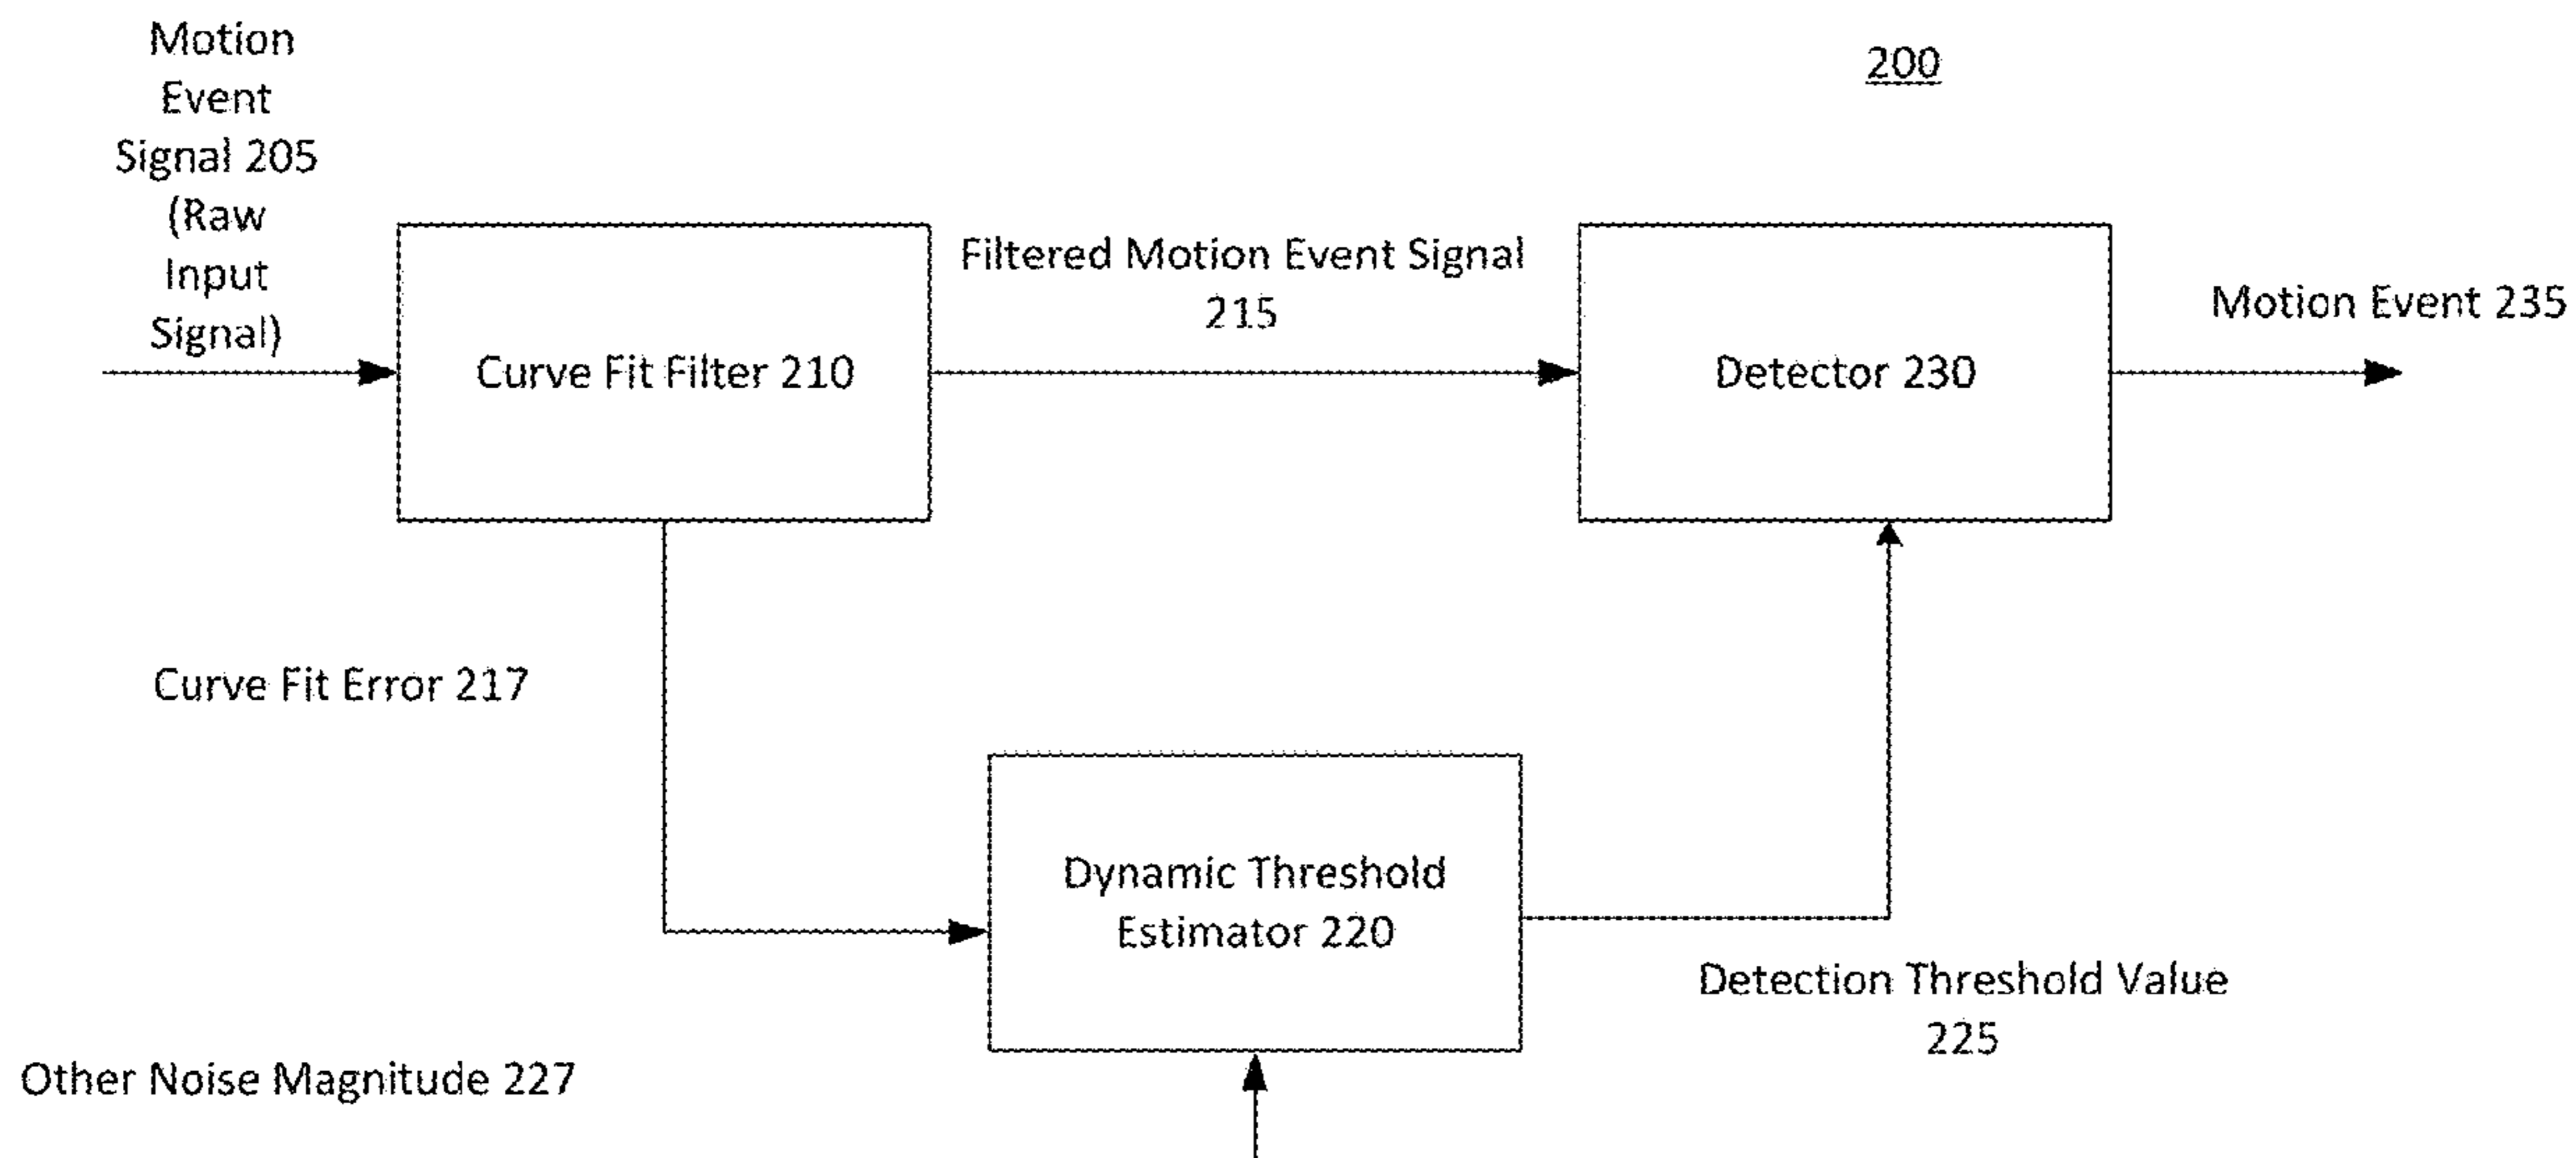 Motion
Event
Signal 205
(Raw
Input
Signal)
200
Curve Fit Filter 210
Filtered Motion Event Signal
215
Detector 230
Motion Event 235
Curve Fit Error 217
Dynamic Threshold
Estimator 220
Detection Threshold Value
225
Other Noise Magnitude 227